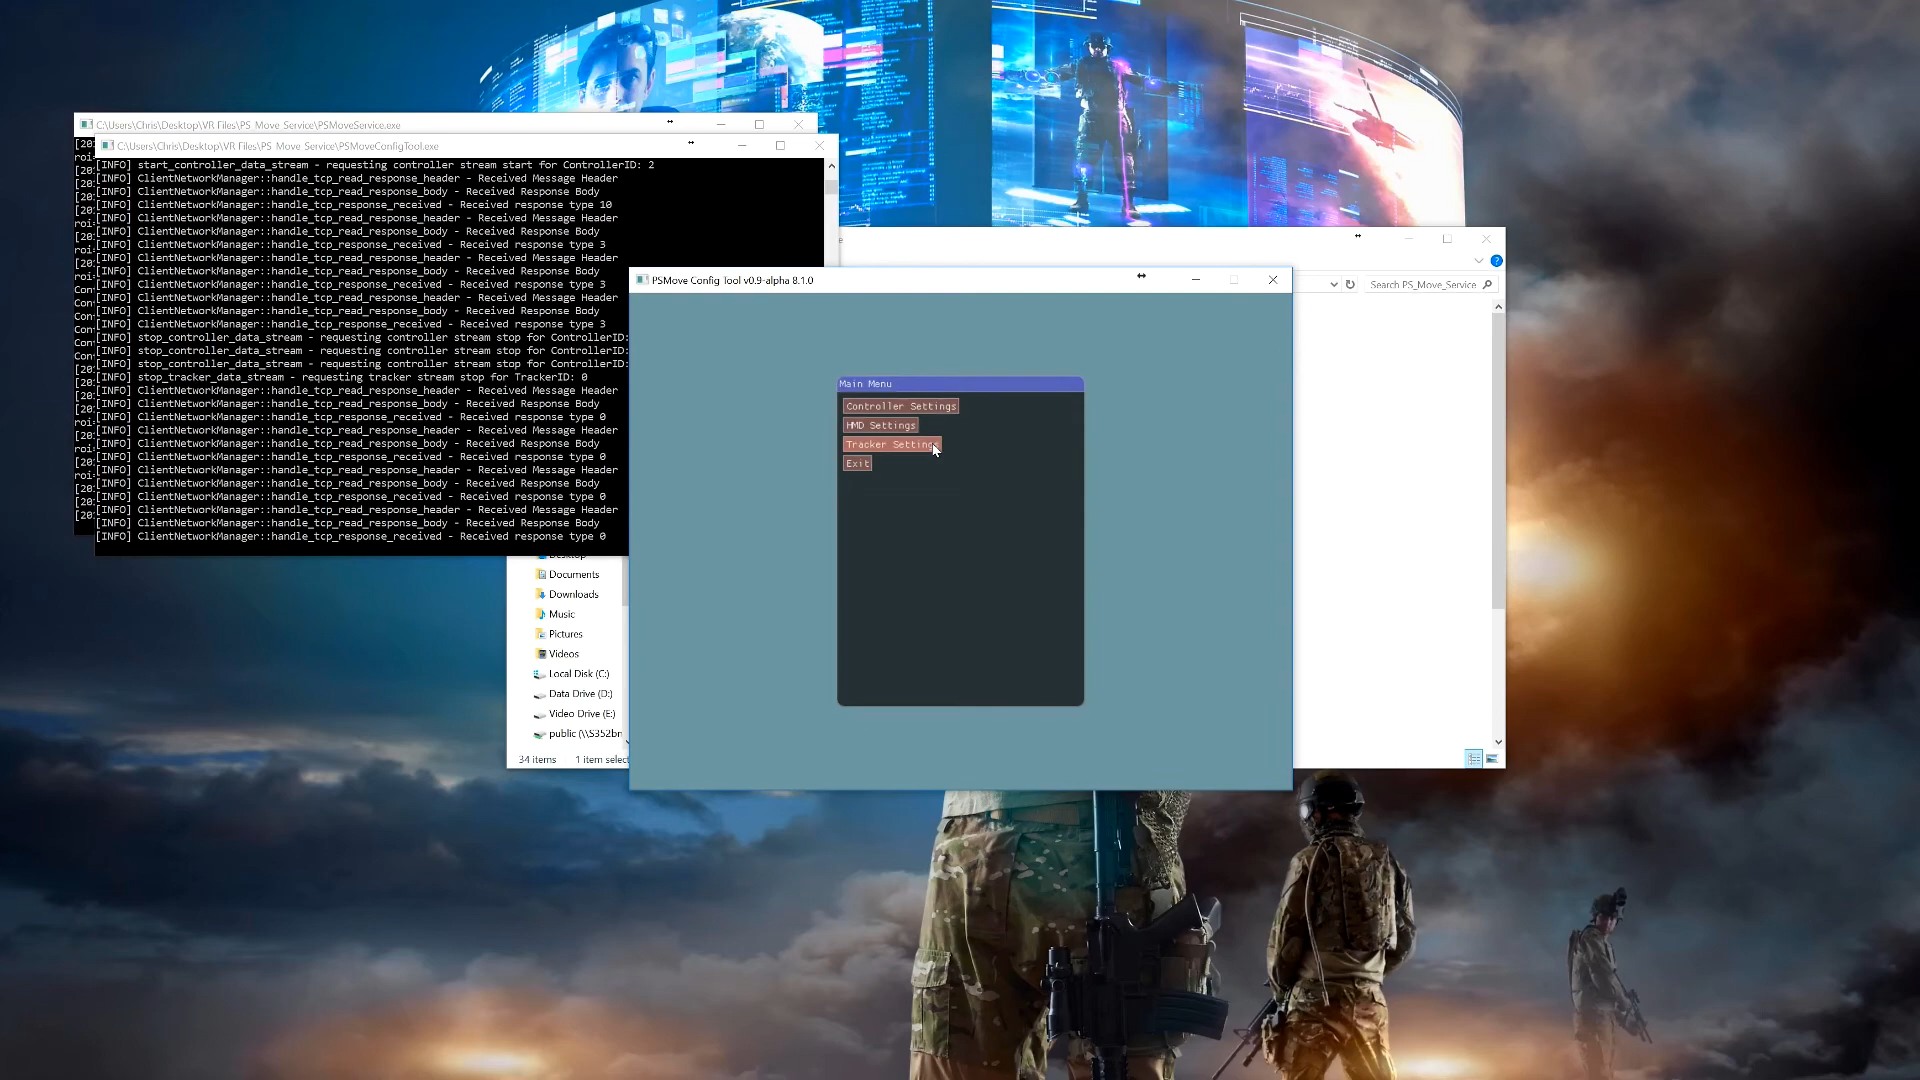 C:\Users\Chris\Desktop\VR Files\PS_Move_Service\PSMoveService.exe
C:\Users\Chris\Desktop\VR Files\PS_Move_Service\PSMoveConfigTool.exe
[INFO] start_controller_data_stream - requesting controller stream start for ControllerID: 2
[INFO] ClientNetworkManager::handle_tcp_read_response_header - Received Message Header
[INFO] ClientNetworkManager::handle_tcp_read_response_body - Received Response Body
[INFO] ClientNetworkManager::handle_tcp_response_received - Received response type 10
[INFO] ClientNetworkManager::handle_tcp_read_response_header - Received Message Header
[INFO] ClientNetworkManager::handle_tcp_read_response_body - Received Response Body
[INFO] ClientNetworkManager::handle_tcp_response_received - Received response type 3
[INFO] ClientNetworkManager::handle_tcp_read_response_header - Received Message Header
[INFO] ClientNetworkManager::handle_tcp_read_response_body - Received Response Body
[INFO] ClientNetworkManager::handle_tcp_response_received - Received response type 3
[INFO] ClientNetworkManager::handle_tcp_read_response_header - Received Message Header
[INFO] ClientNetworkManager::handle_tcp_read_response_body - Received Response Body
[INFO] ClientNetworkManager::handle_tcp_response_received - Received response type 3
[INFO] stop_controller_data_stream - requesting controller stream stop for ControllerID:
[INFO] stop_controller_data_stream - requesting controller stream stop for ControllerID:
[INFO] stop_controller_data_stream - requesting controller stream stop for ControllerID:
[INFO] stop_tracker_data_stream - requesting tracker stream stop for TrackerID: 0
[INFO] ClientNetworkManager::handle_tcp_read_response_header - Received Message Header
[INFO] ClientNetworkManager::handle_tcp_read_response_body - Received Response Body
[INFO] ClientNetworkManager::handle_tcp_response_received - Received response type 0
[INFO] ClientNetworkManager::handle_tcp_read_response_header - Received Message Header
[INFO] ClientNetworkManager::handle_tcp_read_response_body - Received Response Body
[INFO] ClientNetworkManager::handle_tcp_response_received - Received response type 0
[INFO] ClientNetworkManager::handle_tcp_read_response_header - Received Message Header
[INFO] ClientNetworkManager::handle_tcp_read_response_body - Received Response Body
[INFO] ClientNetworkManager::handle_tcp_response_received - Received response type 0
[INFO] ClientNetworkManager::handle_tcp_read_response_header - Received Message Header
[INFO] ClientNetworkManager::handle_tcp_read_response_body - Received Response Body
[INFO] ClientNetworkManager::handle_tcp_response_received - Received response type 0
PSMove Config Tool v0.9-alpha 8.1.0
Main Menu
Controller Settings
HMD Settings
Tracker Settings
Exit
Search PS_Move_Service
Desktop
Documents
Downloads
Music
Pictures
Videos
Local Disk (C:)
Data Drive (D:)
Video Drive (E:)
public (\\S352bn
34 items
1 item select